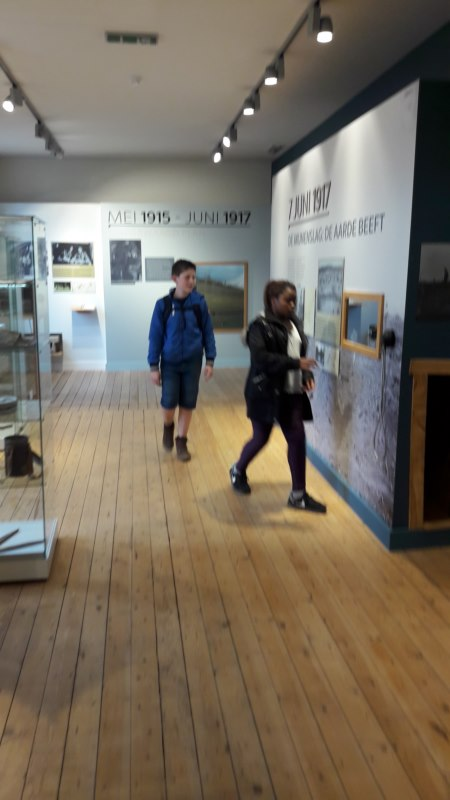 MEI 1915 - JUNI 1917
7 JUNI 1917
DE MIJNENSLAG: DE AARDE BEEFT